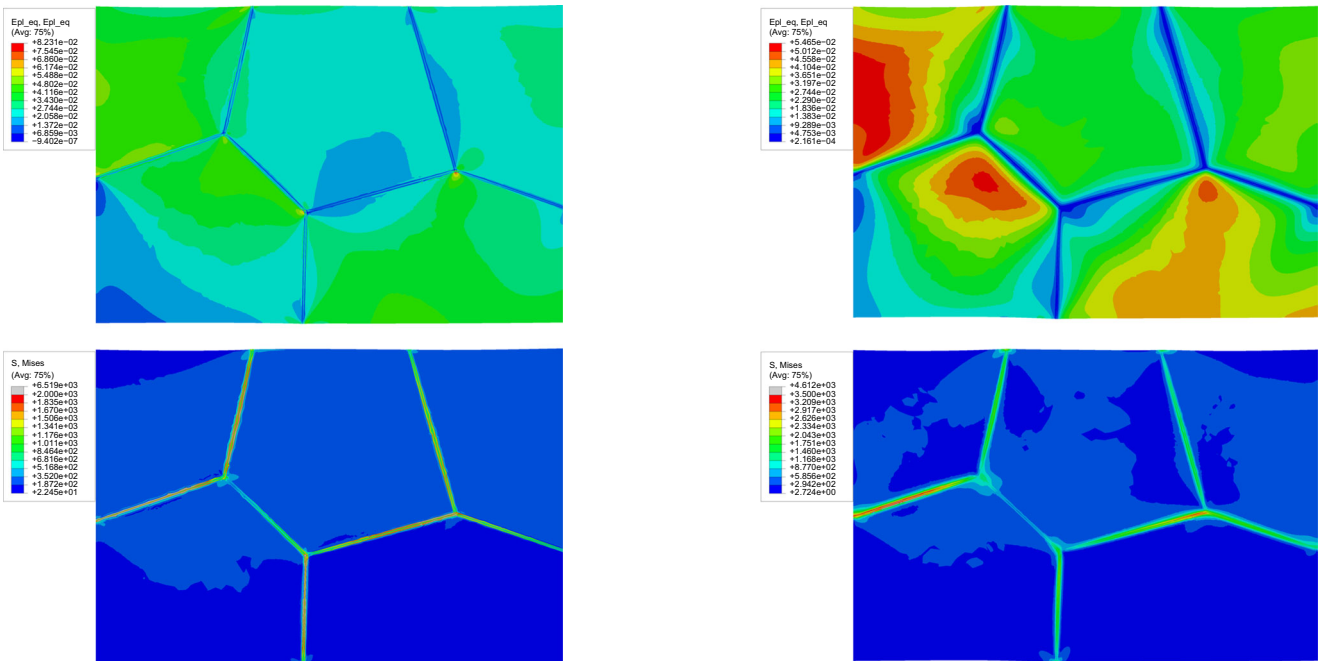 Epl_eq, Epl_eq
(Avg: 75%)
+8.231e−02
+7.545e−02
+6.860e−02
+6.174e−02
+5.488e−02
+4.802e−02
+4.116e−02
+3.430e−02
+2.744e−02
+2.058e−02
+1.372e−02
+6.859e−03
−9.402e−07
Epl_eq, Epl_eq
(Avg: 75%)
+5.465e−02
+5.012e−02
+4.558e−02
+4.104e−02
+3.651e−02
+3.197e−02
+2.744e−02
+2.290e−02
+1.836e−02
+1.383e−02
+9.289e−03
+4.753e−03
+2.161e−04
S, Mises
(Avg: 75%)
+6.519e+03
+2.000e+03
+1.835e+03
+1.670e+03
+1.506e+03
+1.341e+03
+1.176e+03
+1.011e+03
+8.464e+02
+6.816e+02
+5.168e+02
+3.520e+02
+1.872e+02
+2.245e+01
S, Mises
(Avg: 75%)
+4.612e+03
+3.500e+03
+3.209e+03
+2.917e+03
+2.626e+03
+2.334e+03
+2.043e+03
+1.751e+03
+1.460e+03
+1.168e+03
+8.770e+02
+5.856e+02
+2.942e+02
+2.724e+00